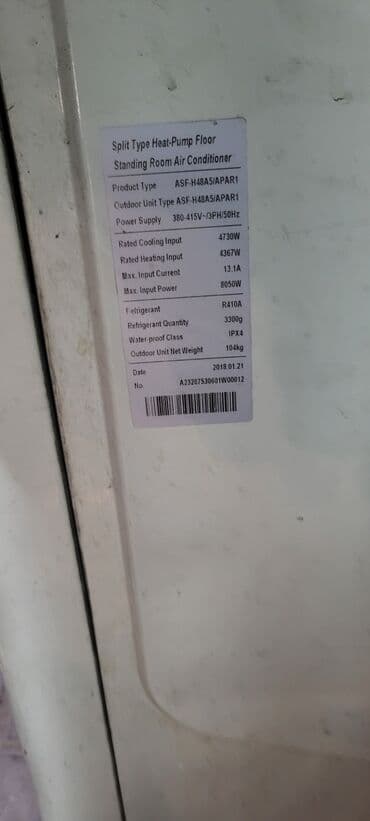 Split Type Heat-Pump Floor
Standing Room Air Conditioner
Product Type ASF-H48A5/APAR1
Outdoor Unit Type ASF-H48A5/APAR1
Power Supply 380-415V~/3PH/50Hz
Rated Cooling Input 4730W
Rated Heating Input 4367W
Max. Input Current 13.1A
Max. Input Power 8050W
Refrigerant R410A
Refrigerant Quantity 3300g
Water-proof Class IPX4
Outdoor Unit Net Weight 104kg
Date 2018.01.21
No. A23207530601W00012